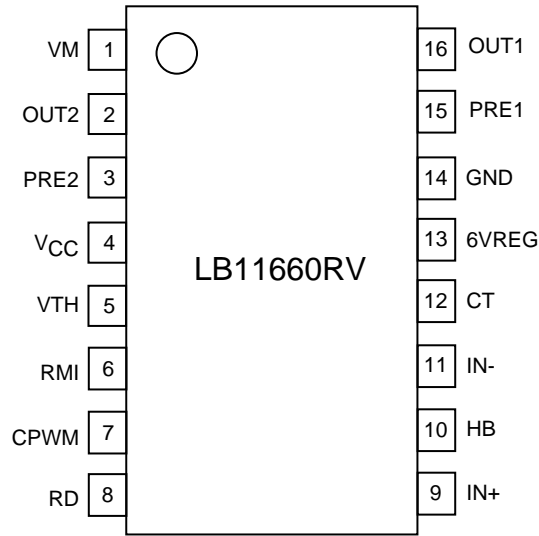 VM 1 16 OUT1
OUT2 2 15 PRE1
PRE2 3 14 GND
VCC 4 13 6VREG
LB11660RV
VTH 5 12 CT
RMI 6 11 IN-
CPWM 7 10 HB
RD 8 9 IN+